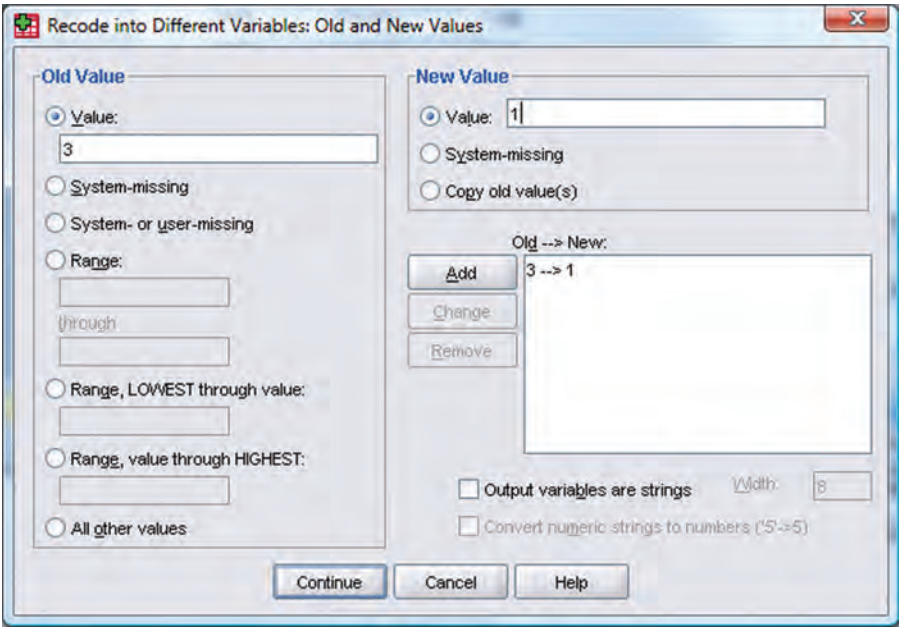 Recode into Different Variables: Old and New Values
Old Value
Value:
3
System-missing
System- or user-missing
Range:
through
Range, LOWEST through value:
Range, value through HIGHEST:
All other values
New Value
Value: 1
System-missing
Copy old value(s)
Old --> New:
Add
Change
Remove
3 --> 1
Output variables are strings Width: 8
Convert numeric strings to numbers ('5'->5)
Continue Cancel Help